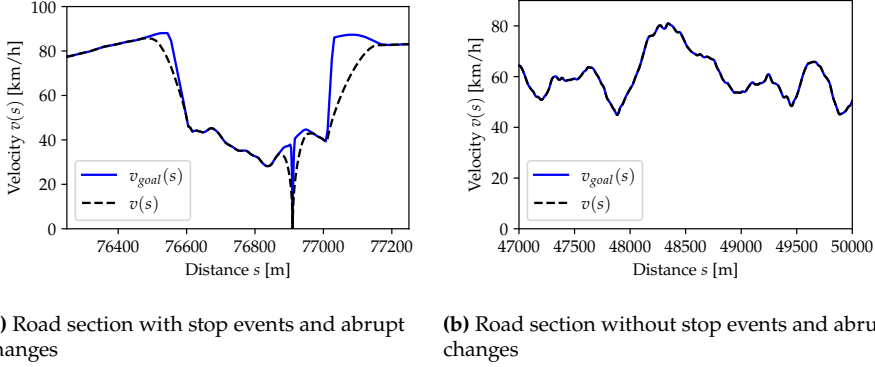 100
80
60
40
20
0
Velocity v(s) [km/h]
v_goal(s)
v(s)
76400 76600 76800 77000 77200
Distance s [m]
80
60
40
20
0
Velocity v(s) [km/h]
v_goal(s)
v(s)
47000 47500 48000 48500 49000 49500 50000
Distance s [m]
) Road section with stop events and abrupt
hanges
(b) Road section without stop events and abru
changes